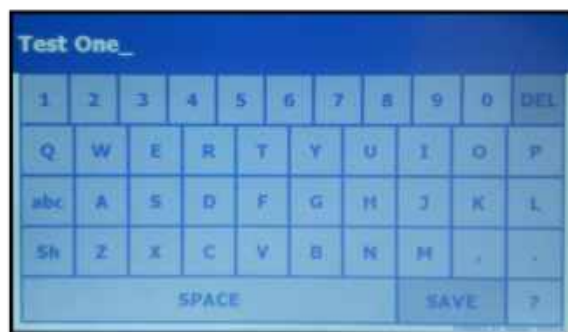 Test One_
1 2 3 4 5 6 7 8 9 0 DEL
Q W E R T Y U I O P
abc A S D F G H J K L
Sh Z X C V B N M , .
SPACE SAVE ?